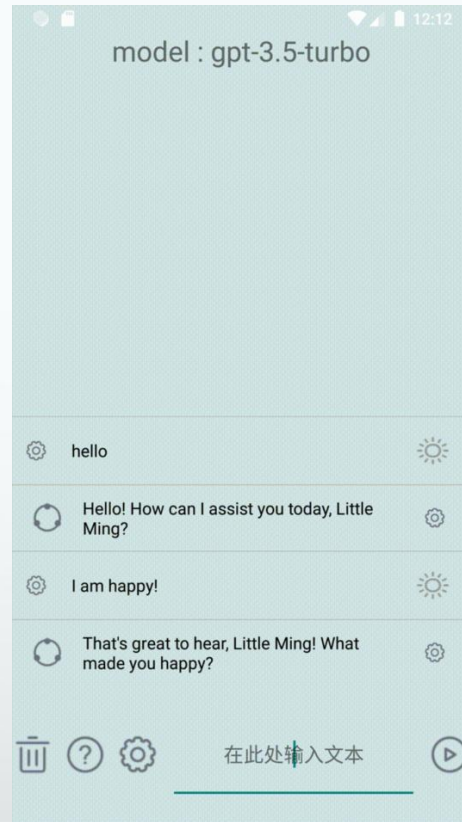 12:12
model : gpt-3.5-turbo
hello
Hello! How can I assist you today, Little
Ming?
I am happy!
That's great to hear, Little Ming! What
made you happy?
在此处输入文本